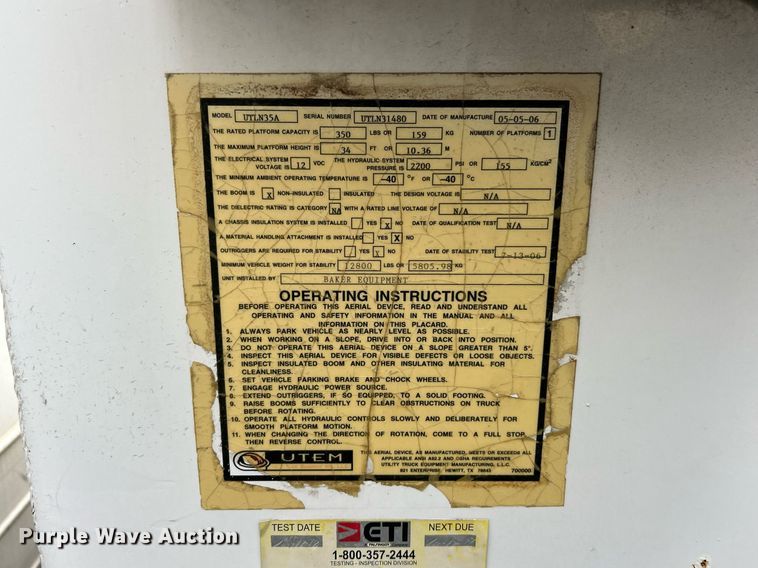 MODEL UTLN35A SERIAL NUMBER UTLN31480 DATE OF MANUFACTURE 05-05-06
THE RATED PLATFORM CAPACITY IS 350 LBS OR 159 KG NUMBER OF PLATFORMS 1
THE MAXIMUM PLATFORM HEIGHT IS 34 FT OR 10.36 M
THE ELECTRICAL SYSTEM VOLTAGE IS 12 VDC THE HYDRAULIC SYSTEM PRESSURE IS 2200 PSI OR 155 KG/CM2
THE MINIMUM AMBIENT OPERATING TEMPERATURE IS -40 °F OR -40 °C
THE BOOM IS X NON-INSULATED INSULATED THE DESIGN VOLTAGE IS N/A
THE DIELECTRIC RATING IS CATEGORY NA WITH A RATED LINE VOLTAGE OF N/A
A CHASSIS INSULATION SYSTEM IS INSTALLED YES X NO DATE OF QUALIFICATION TEST N/A
A MATERIAL HANDLING ATTACHMENT IS INSTALLED YES X NO
OUTRIGGERS ARE REQUIRED FOR STABILITY YES X NO DATE OF STABILITY TEST 7-13-06
MINIMUM VEHICLE WEIGHT FOR STABILITY 12800 LBS OR 5805.98 KG
UNIT INSTALLED BY BAKER EQUIPMENT
OPERATING INSTRUCTIONS
BEFORE OPERATING THIS AERIAL DEVICE, READ AND UNDERSTAND ALL
OPERATING AND SAFETY INFORMATION IN THE MANUAL AND ALL
INFORMATION ON THIS PLACARD.
1. ALWAYS PARK VEHICLE AS NEARLY LEVEL AS POSSIBLE.
2. WHEN WORKING ON A SLOPE, DRIVE INTO OR BACK INTO POSITION.
3. DO NOT OPERATE THIS AERIAL DEVICE ON A SLOPE GREATER THAN 5°.
4. INSPECT THIS AERIAL DEVICE FOR VISIBLE DEFECTS OR LOOSE OBJECTS.
5. INSPECT INSULATED BOOM AND OTHER INSULATING MATERIAL FOR
CLEANLINESS.
6. SET VEHICLE PARKING BRAKE AND CHOCK WHEELS.
7. ENGAGE HYDRAULIC POWER SOURCE.
8. EXTEND OUTRIGGERS, IF SO EQUIPPED, TO A SOLID FOOTING.
9. RAISE BOOMS SUFFICIENTLY TO CLEAR OBSTRUCTIONS ON TRUCK
BEFORE ROTATING.
10. OPERATE ALL HYDRAULIC CONTROLS SLOWLY AND DELIBERATELY FOR
SMOOTH PLATFORM MOTION.
11. WHEN CHANGING THE DIRECTION OF ROTATION, COME TO A FULL STOP
THEN REVERSE CONTROL.
UTEM
THIS AERIAL DEVICE, AS MANUFACTURED, MEETS OR EXCEEDS ALL
APPLICABLE ANSI A92.2 AND OSHA REQUIREMENTS
UTILITY TRUCK EQUIPMENT MANUFACTURING, L.L.C.
821 ENTERPRISE, HEWITT, TX 76643 700000
TEST DATE ETI NEXT DUE
1-800-357-2444
TESTING - INSPECTION DIVISION
Purple Wave Auction